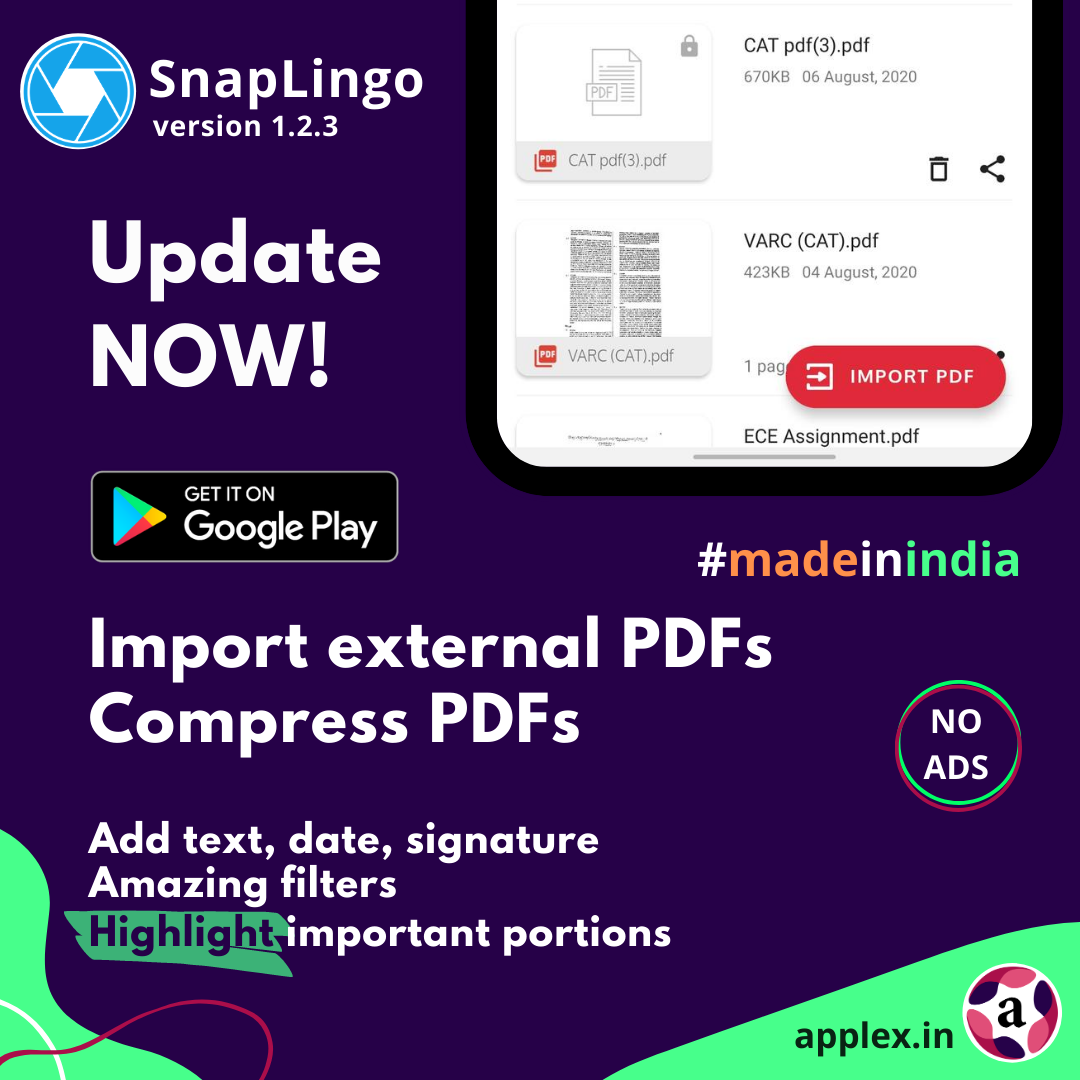 SnapLingo
version 1.2.3
Update
NOW!
GET IT ON
Google Play
PDF
PDF CAT pdf(3).pdf
CAT pdf(3).pdf
670KB 06 August, 2020
PDF VARC (CAT).pdf
VARC (CAT).pdf
423KB 04 August, 2020
1
IMPORT PDF
ECE Assignment.pdf
#madeinindia
Import external PDFs
Compress PDFs
NO
ADS
Add text, date, signature
Amazing filters
Highlight important portions
applex.in
a